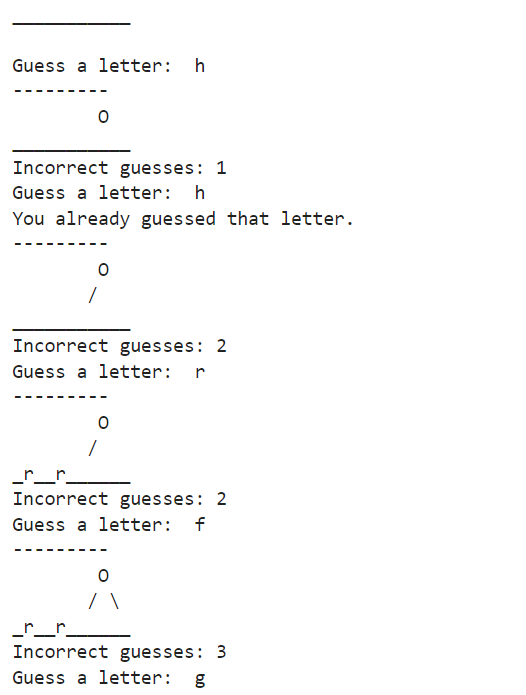 ___________
Guess a letter:  h
---------
        O
___________
Incorrect guesses: 1
Guess a letter:  h
You already guessed that letter.
---------
        O
       /
___________
Incorrect guesses: 2
Guess a letter:  r
---------
        O
       /
_r__r______
Incorrect guesses: 2
Guess a letter:  f
---------
        O
       / \
_r__r______
Incorrect guesses: 3
Guess a letter:  g